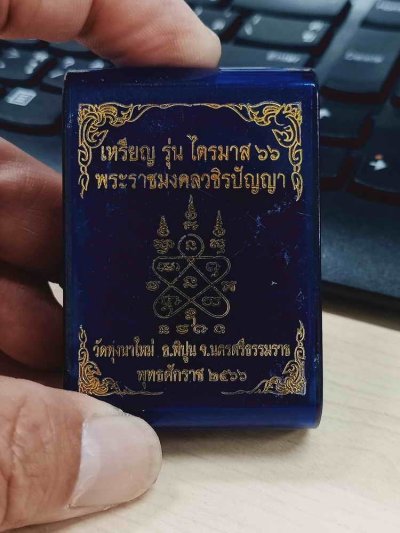 เหรียญ รุ่น ไตรมาส ๖๖
พระราชมงคลวชิรปัญญา
วัดทุ่งนาใหม่ อ.พิปูน จ.นครศรีธรรมราช
พุทธศักราช ๒๕๖๖